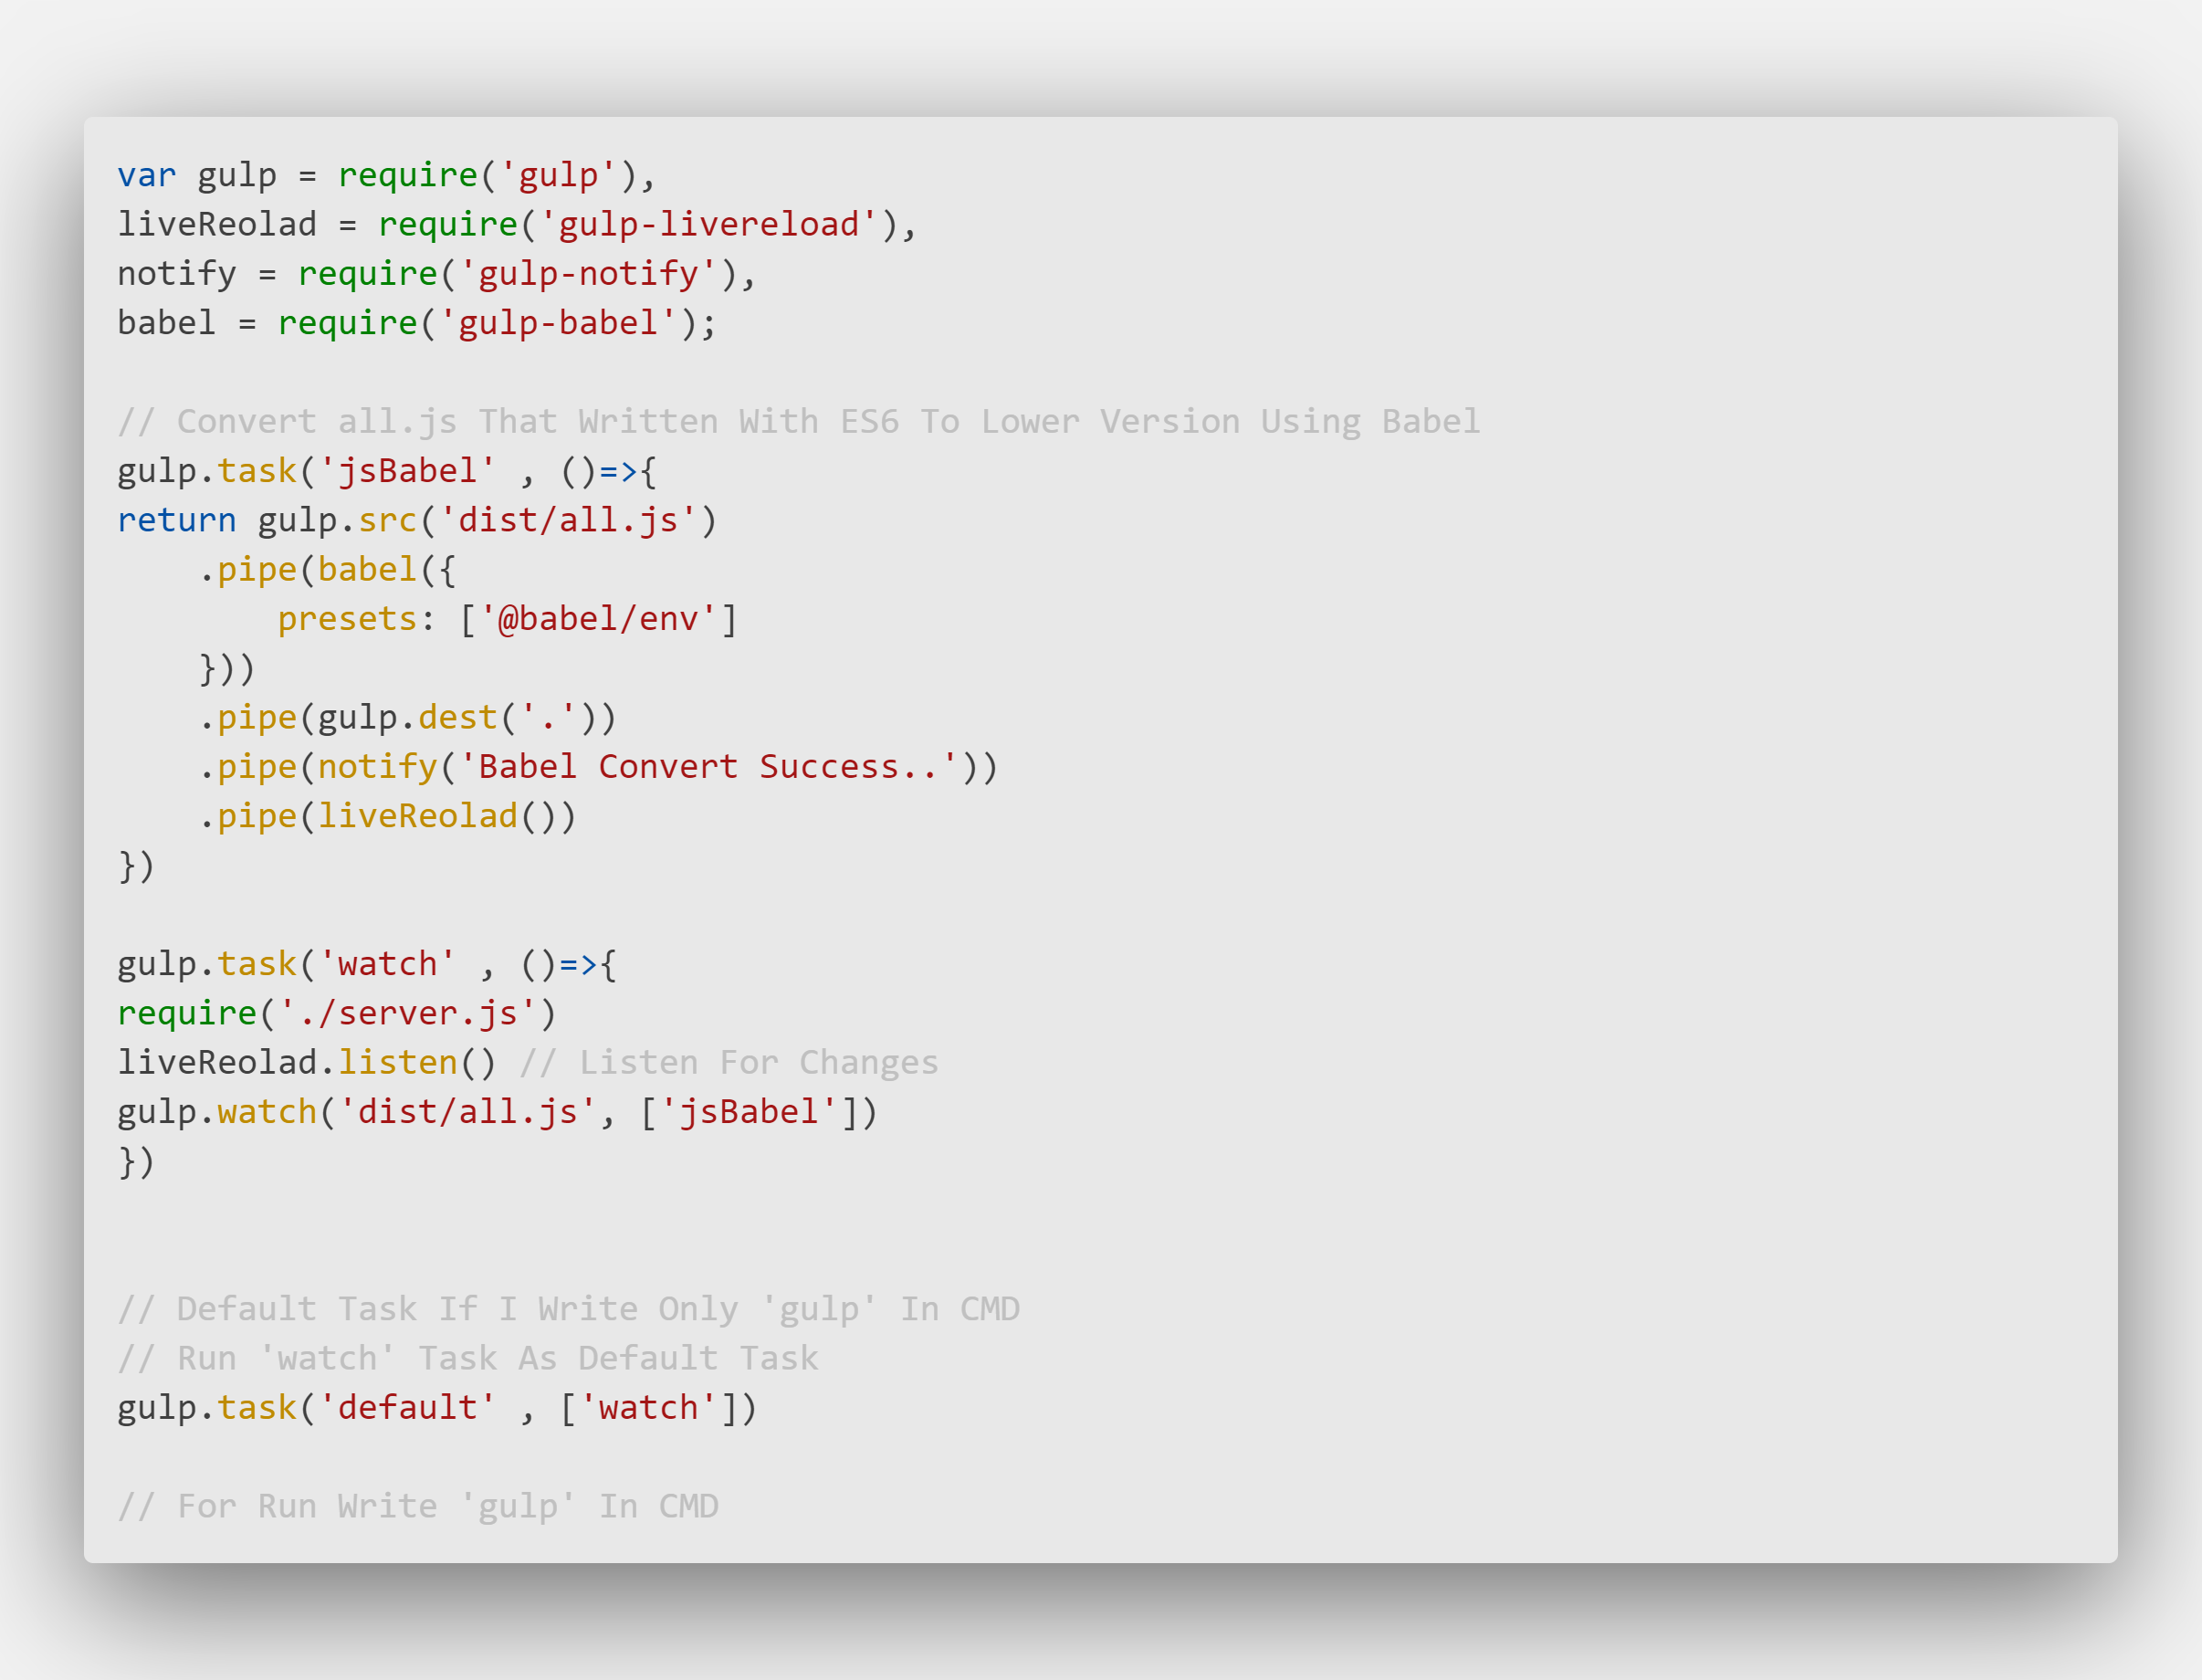 var gulp = require('gulp'),
liveReolad = require('gulp-livereload'),
notify = require('gulp-notify'),
babel = require('gulp-babel');

// Convert all.js That Written With ES6 To Lower Version Using Babel
gulp.task('jsBabel' , ()=>{
return gulp.src('dist/all.js')
    .pipe(babel({
        presets: ['@babel/env']
    }))
    .pipe(gulp.dest('.'))
    .pipe(notify('Babel Convert Success..'))
    .pipe(liveReolad())
})

gulp.task('watch' , ()=>{
require('./server.js')
liveReolad.listen() // Listen For Changes
gulp.watch('dist/all.js', ['jsBabel'])
})


// Default Task If I Write Only 'gulp' In CMD
// Run 'watch' Task As Default Task
gulp.task('default' , ['watch'])

// For Run Write 'gulp' In CMD